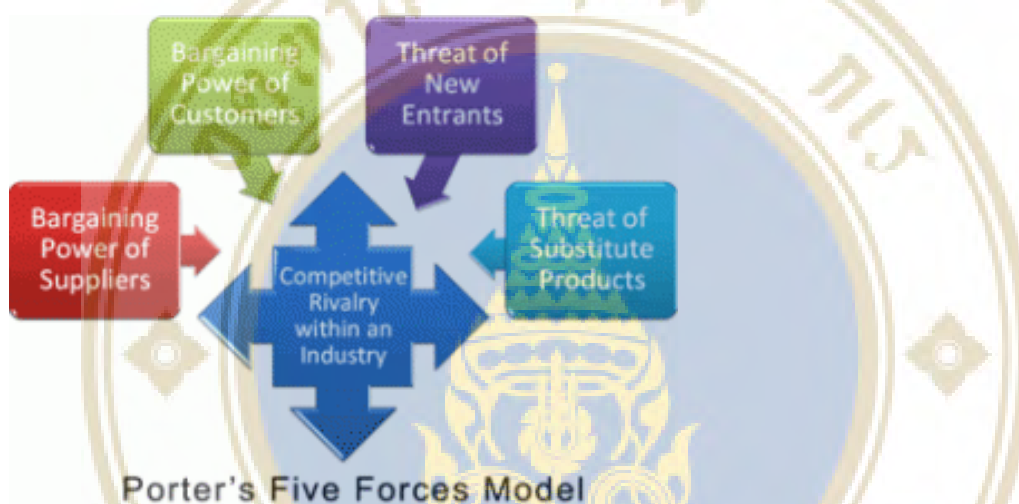 Bargaining
Power of
Customers
Threat of
New
Entrants
Bargaining
Power of
Suppliers
Threat of
Substitute
Products
Competitive
Rivalry
within an
Industry
Porter's Five Forces Model